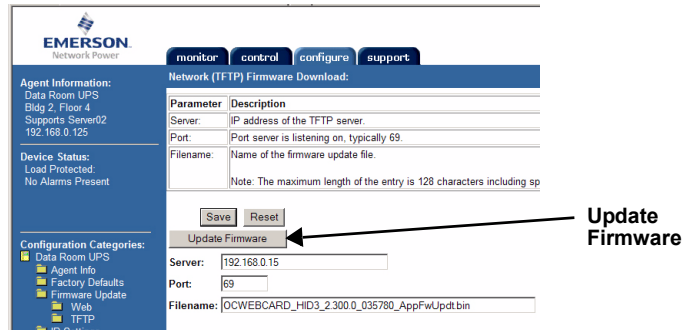 EMERSON.
Network Power
monitor
control
configure
support
Network (TFTP) Firmware Download:
Agent Information:
Data Room UPS
Bldg 2, Floor 4
Supports Server02
192.168.0.125
Device Status:
Load Protected:
No Alarms Present
Configuration Categories:
Data Room UPS
Agent Info
Factory Defaults
Firmware Update
Web
TFTP
Parameter Description
Server: IP address of the TFTP server.
Port: Port server is listening on, typically 69.
Filename: Name of the firmware update file.
Note: The maximum length of the entry is 128 characters including sp
Save Reset
Update Firmware
Server: 192.168.0.15
Port: 69
Filename: OCWEBCARD_HID3_2.300.0_035780_AppFwUpdt.bin
Update
Firmware